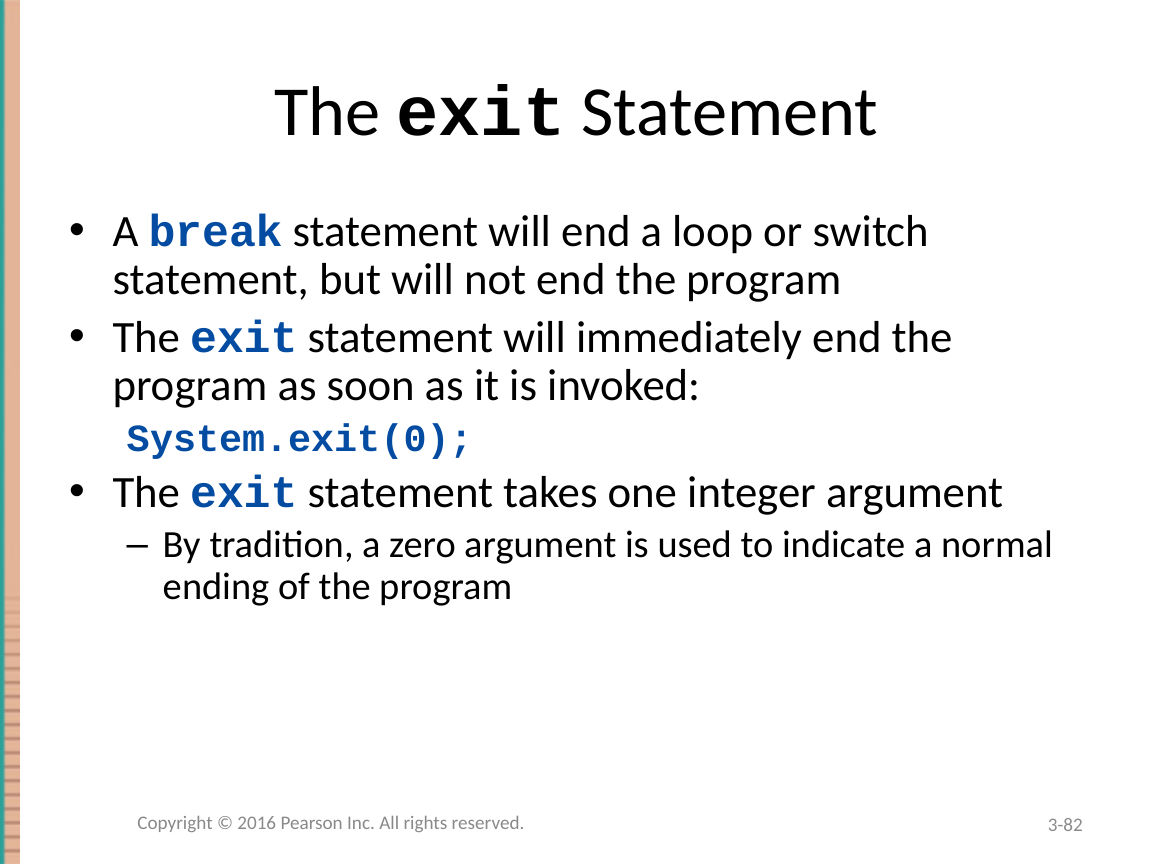 The exit Statement
• A break statement will end a loop or switch
statement, but will not end the program
• The exit statement will immediately end the
program as soon as it is invoked:
System.exit(0);
• The exit statement takes one integer argument
– By tradition, a zero argument is used to indicate a normal
ending of the program
Copyright © 2016 Pearson Inc. All rights reserved.
3-82